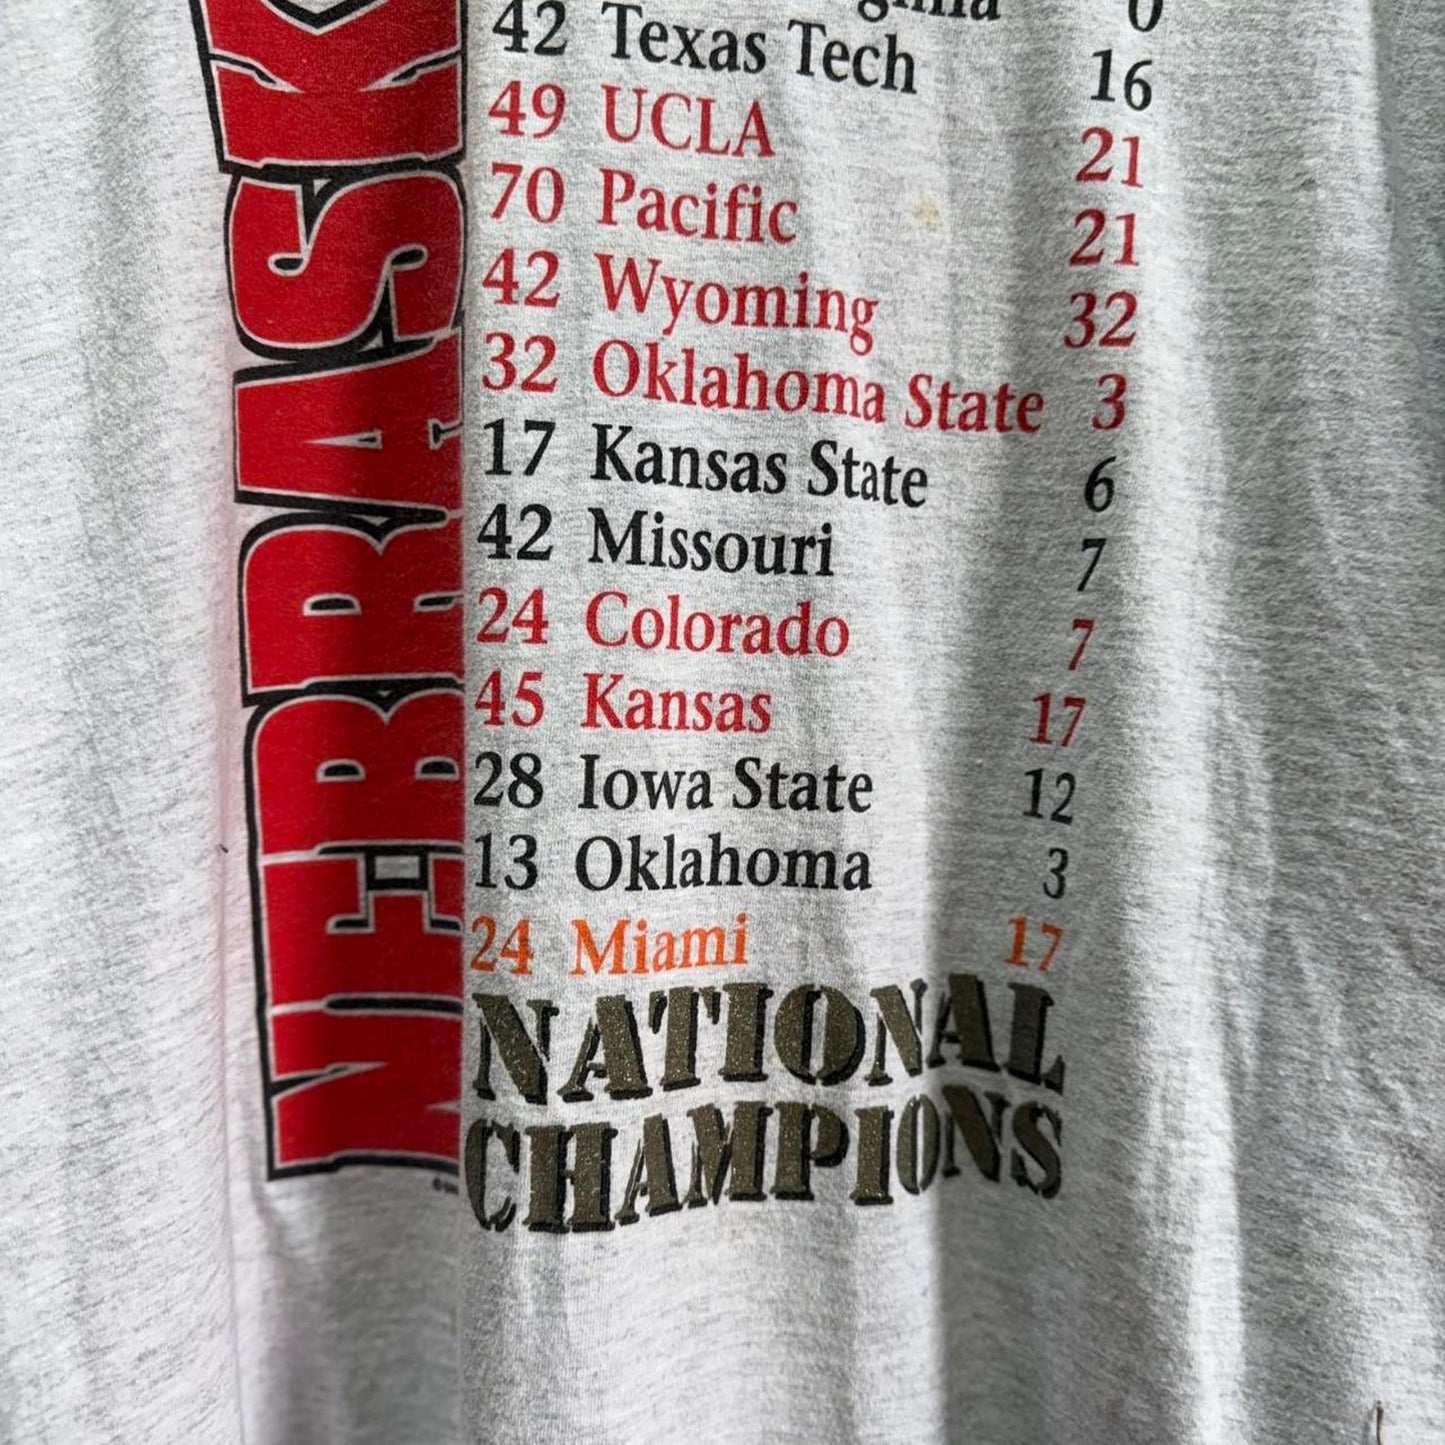 NEBRASK
0
42 Texas Tech 16
49 UCLA 21
70 Pacific 21
42 Wyoming 32
32 Oklahoma State 3
17 Kansas State 6
42 Missouri 7
24 Colorado 7
45 Kansas 17
28 Iowa State 12
13 Oklahoma 3
24 Miami 17
NATIONAL
CHAMPIONS